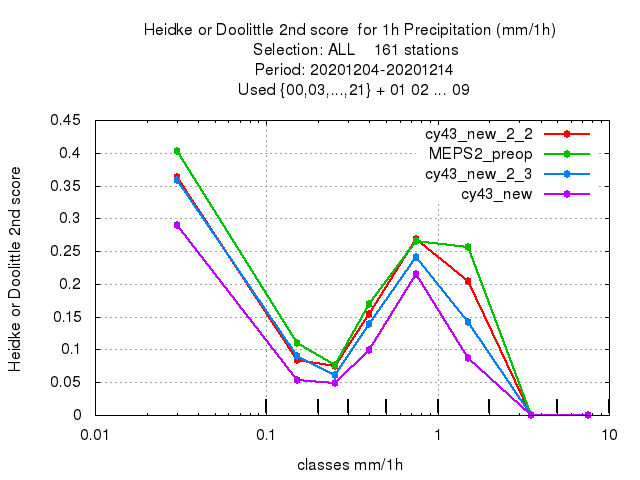 Heidke or Doolittle 2nd score  for 1h Precipitation (mm/1h)
Selection: ALL    161 stations
Period: 20201204-20201214
Used {00,03,...,21} + 01 02 ... 09
0.45
0.4
0.35
0.3
0.25
0.2
0.15
0.1
0.05
0
Heidke or Doolittle 2nd score
cy43_new_2_2
MEPS2_preop
cy43_new_2_3
cy43_new
0.01 0.1 1 10
classes mm/1h